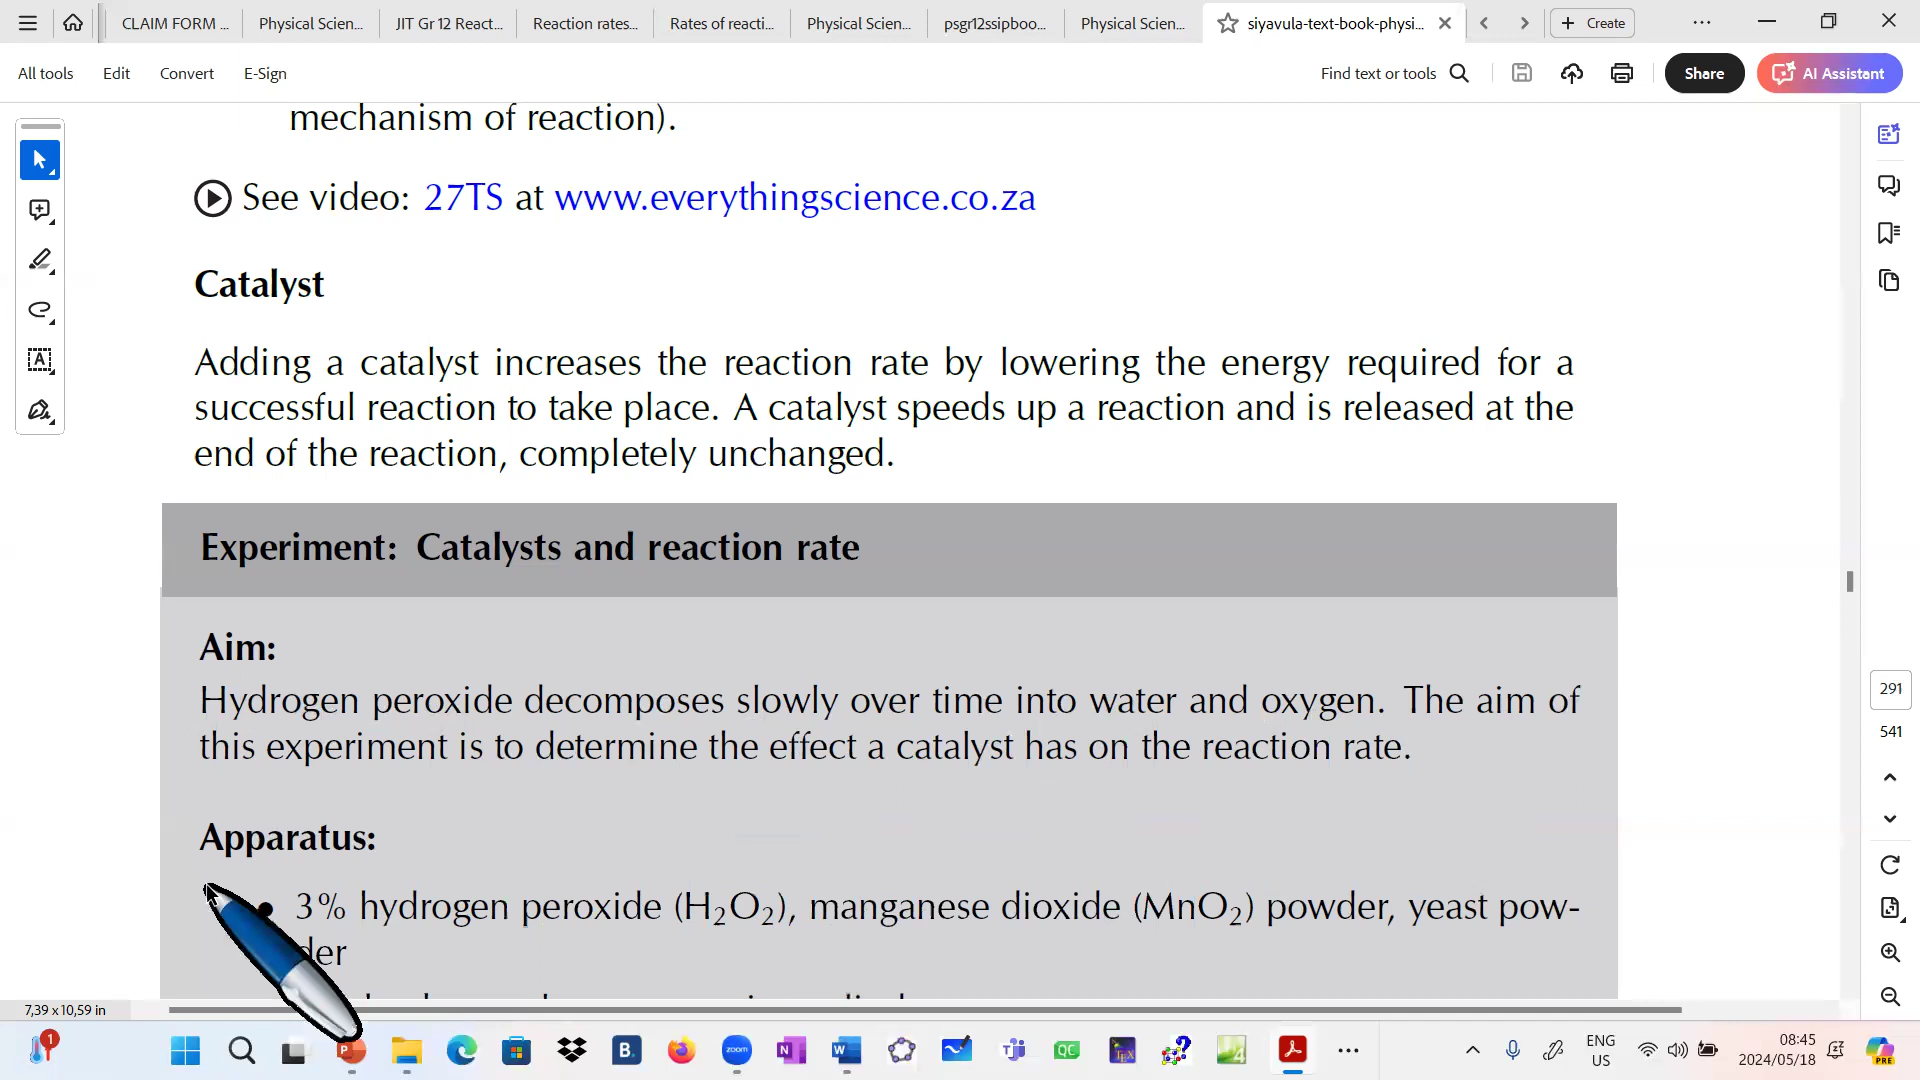 CLAIM FORM ...
Physical Scien...
JIT Gr 12 React...
Reaction rates...
Rates of reacti...
Physical Scien...
psgr12ssipboo...
Physical Scien...
siyavula-text-book-physi...
Create
All tools
Edit
Convert
E-Sign
Find text or tools
Share
AI Assistant
mechanism of reaction).
See video: 27TS at www.everythingscience.co.za
Catalyst
Adding a catalyst increases the reaction rate by lowering the energy required for a
successful reaction to take place. A catalyst speeds up a reaction and is released at the
end of the reaction, completely unchanged.
Experiment: Catalysts and reaction rate
Aim:
Hydrogen peroxide decomposes slowly over time into water and oxygen. The aim of
this experiment is to determine the effect a catalyst has on the reaction rate.
Apparatus:
• 3% hydrogen peroxide (H₂O₂), manganese dioxide (MnO₂) powder, yeast pow-
der
291
541
7,39 x 10,59 in
1
zoom
ENG
US
08:45
2024/05/18
PRE